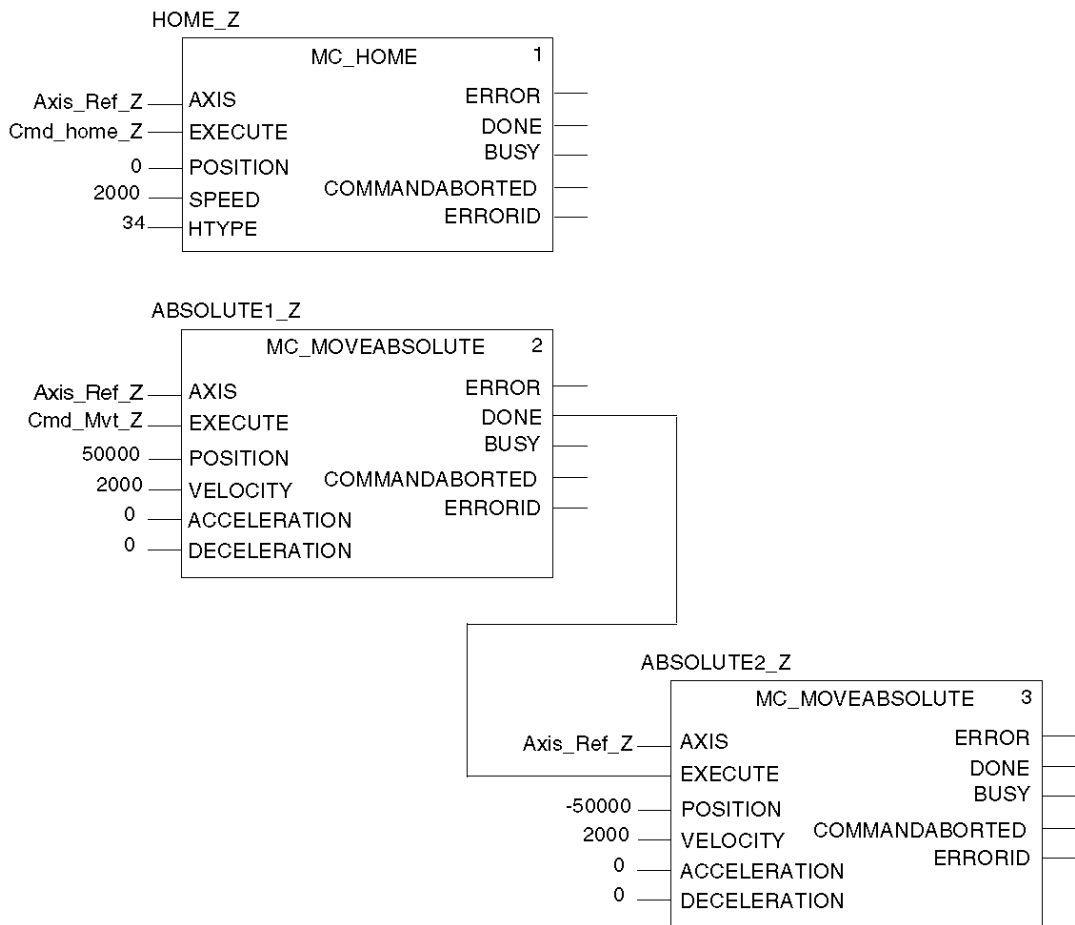 HOME_Z
MC_HOME 1
Axis_Ref_Z AXIS ERROR
Cmd_home_Z EXECUTE DONE
0 POSITION BUSY
2000 SPEED COMMANDABORTED
34 HTYPE ERRORID
ABSOLUTE1_Z
MC_MOVEABSOLUTE 2
Axis_Ref_Z AXIS ERROR
Cmd_Mvt_Z EXECUTE DONE
50000 POSITION BUSY
2000 VELOCITY COMMANDABORTED
0 ACCELERATION ERRORID
0 DECELERATION
ABSOLUTE2_Z
MC_MOVEABSOLUTE 3
Axis_Ref_Z AXIS ERROR
EXECUTE DONE
-50000 POSITION BUSY
2000 VELOCITY COMMANDABORTED
0 ACCELERATION ERRORID
0 DECELERATION